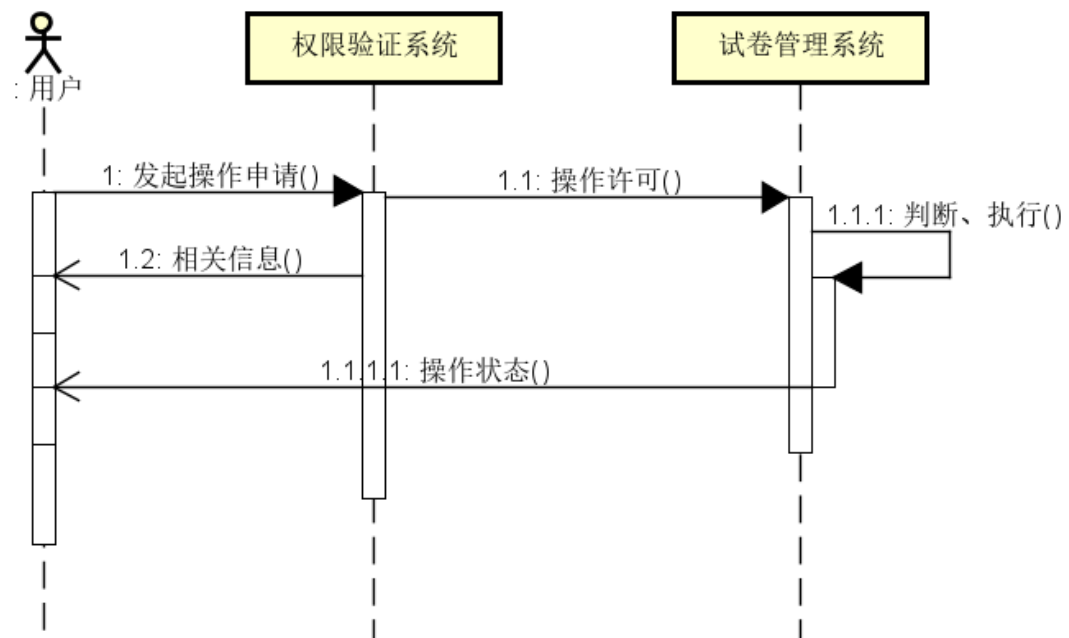 : 用户
权限验证系统
试卷管理系统
1: 发起操作申请()
1.1: 操作许可()
1.1.1: 判断、执行()
1.2: 相关信息()
1.1.1.1: 操作状态()